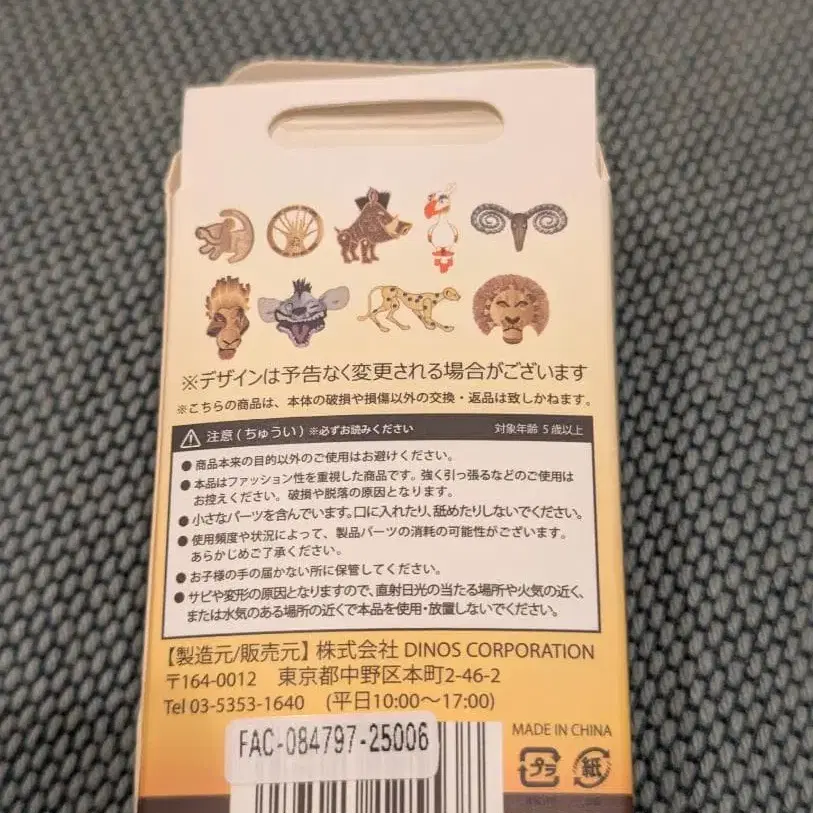 ※デザインは予告なく変更される場合がございます
※こちらの商品は、本体の破損や損傷以外の交換・返品は致しかねます。
注意(ちゅうい) ※必ずお読みください 対象年齢 5歳以上
●商品本来の目的以外のご使用はお避けください。
●本品はファッション性を重視した商品です。強く引っ張るなどのご使用は
お控えください。破損や脱落の原因となります。
●小さなパーツを含んでいます。口に入れたり、舐めたりしないでください。
●使用頻度や状況によって、製品パーツの消耗の可能性がございます。
あらかじめご了承ください。
●お子様の手の届かない所に保管してください。
●サビや変形の原因となりますので、直射日光の当たる場所や火気の近く、
または水気のある場所の近くで本品を使用・放置しないでください。
【製造元/販売元】株式会社 DINOS CORPORATION
〒164-0012 東京都中野区本町2-46-2
Tel 03-5353-1640 (平日10:00～17:00)
FAC-084797-25006
MADE IN CHINA
プラ 紙